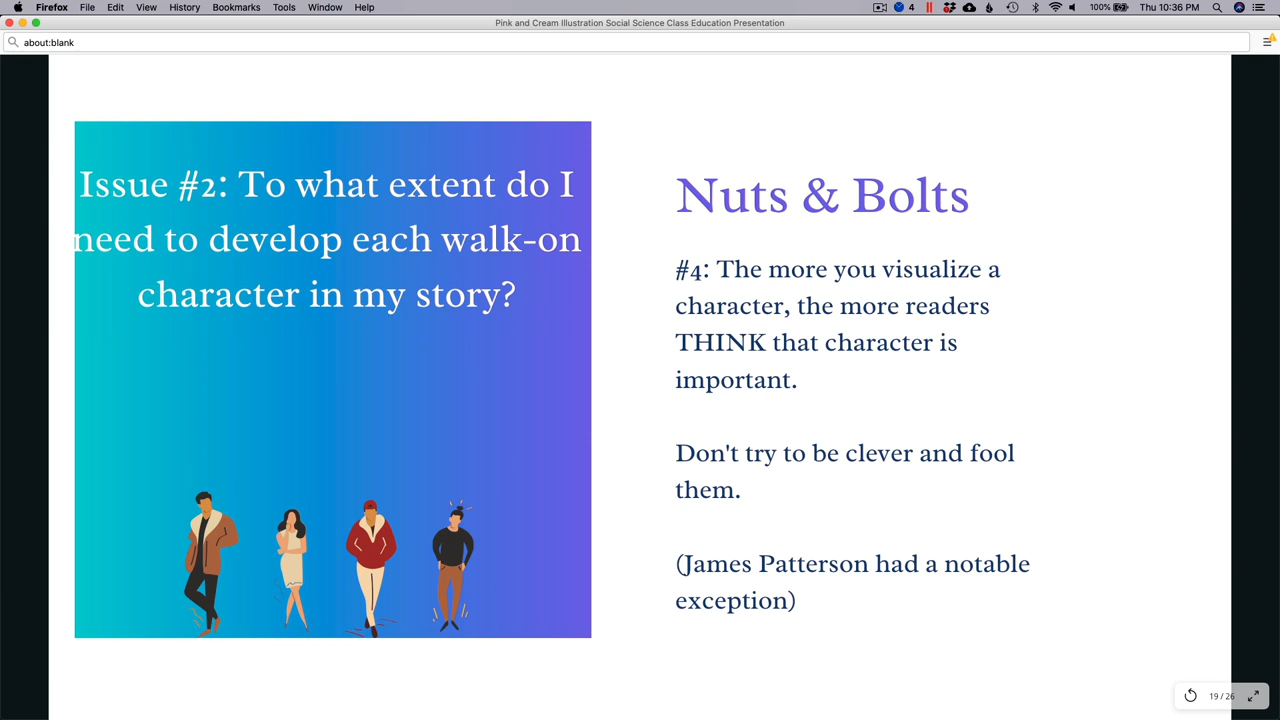 Firefox File Edit View History Bookmarks Tools Window Help 4 100% Thu 10:36 PM
Pink and Cream Illustration Social Science Class Education Presentation
about:blank
Issue #2: To what extent do I
need to develop each walk-on
character in my story?
Nuts & Bolts
#4: The more you visualize a
character, the more readers
THINK that character is
important.
Don't try to be clever and fool
them.
(James Patterson had a notable
exception)
19 / 26